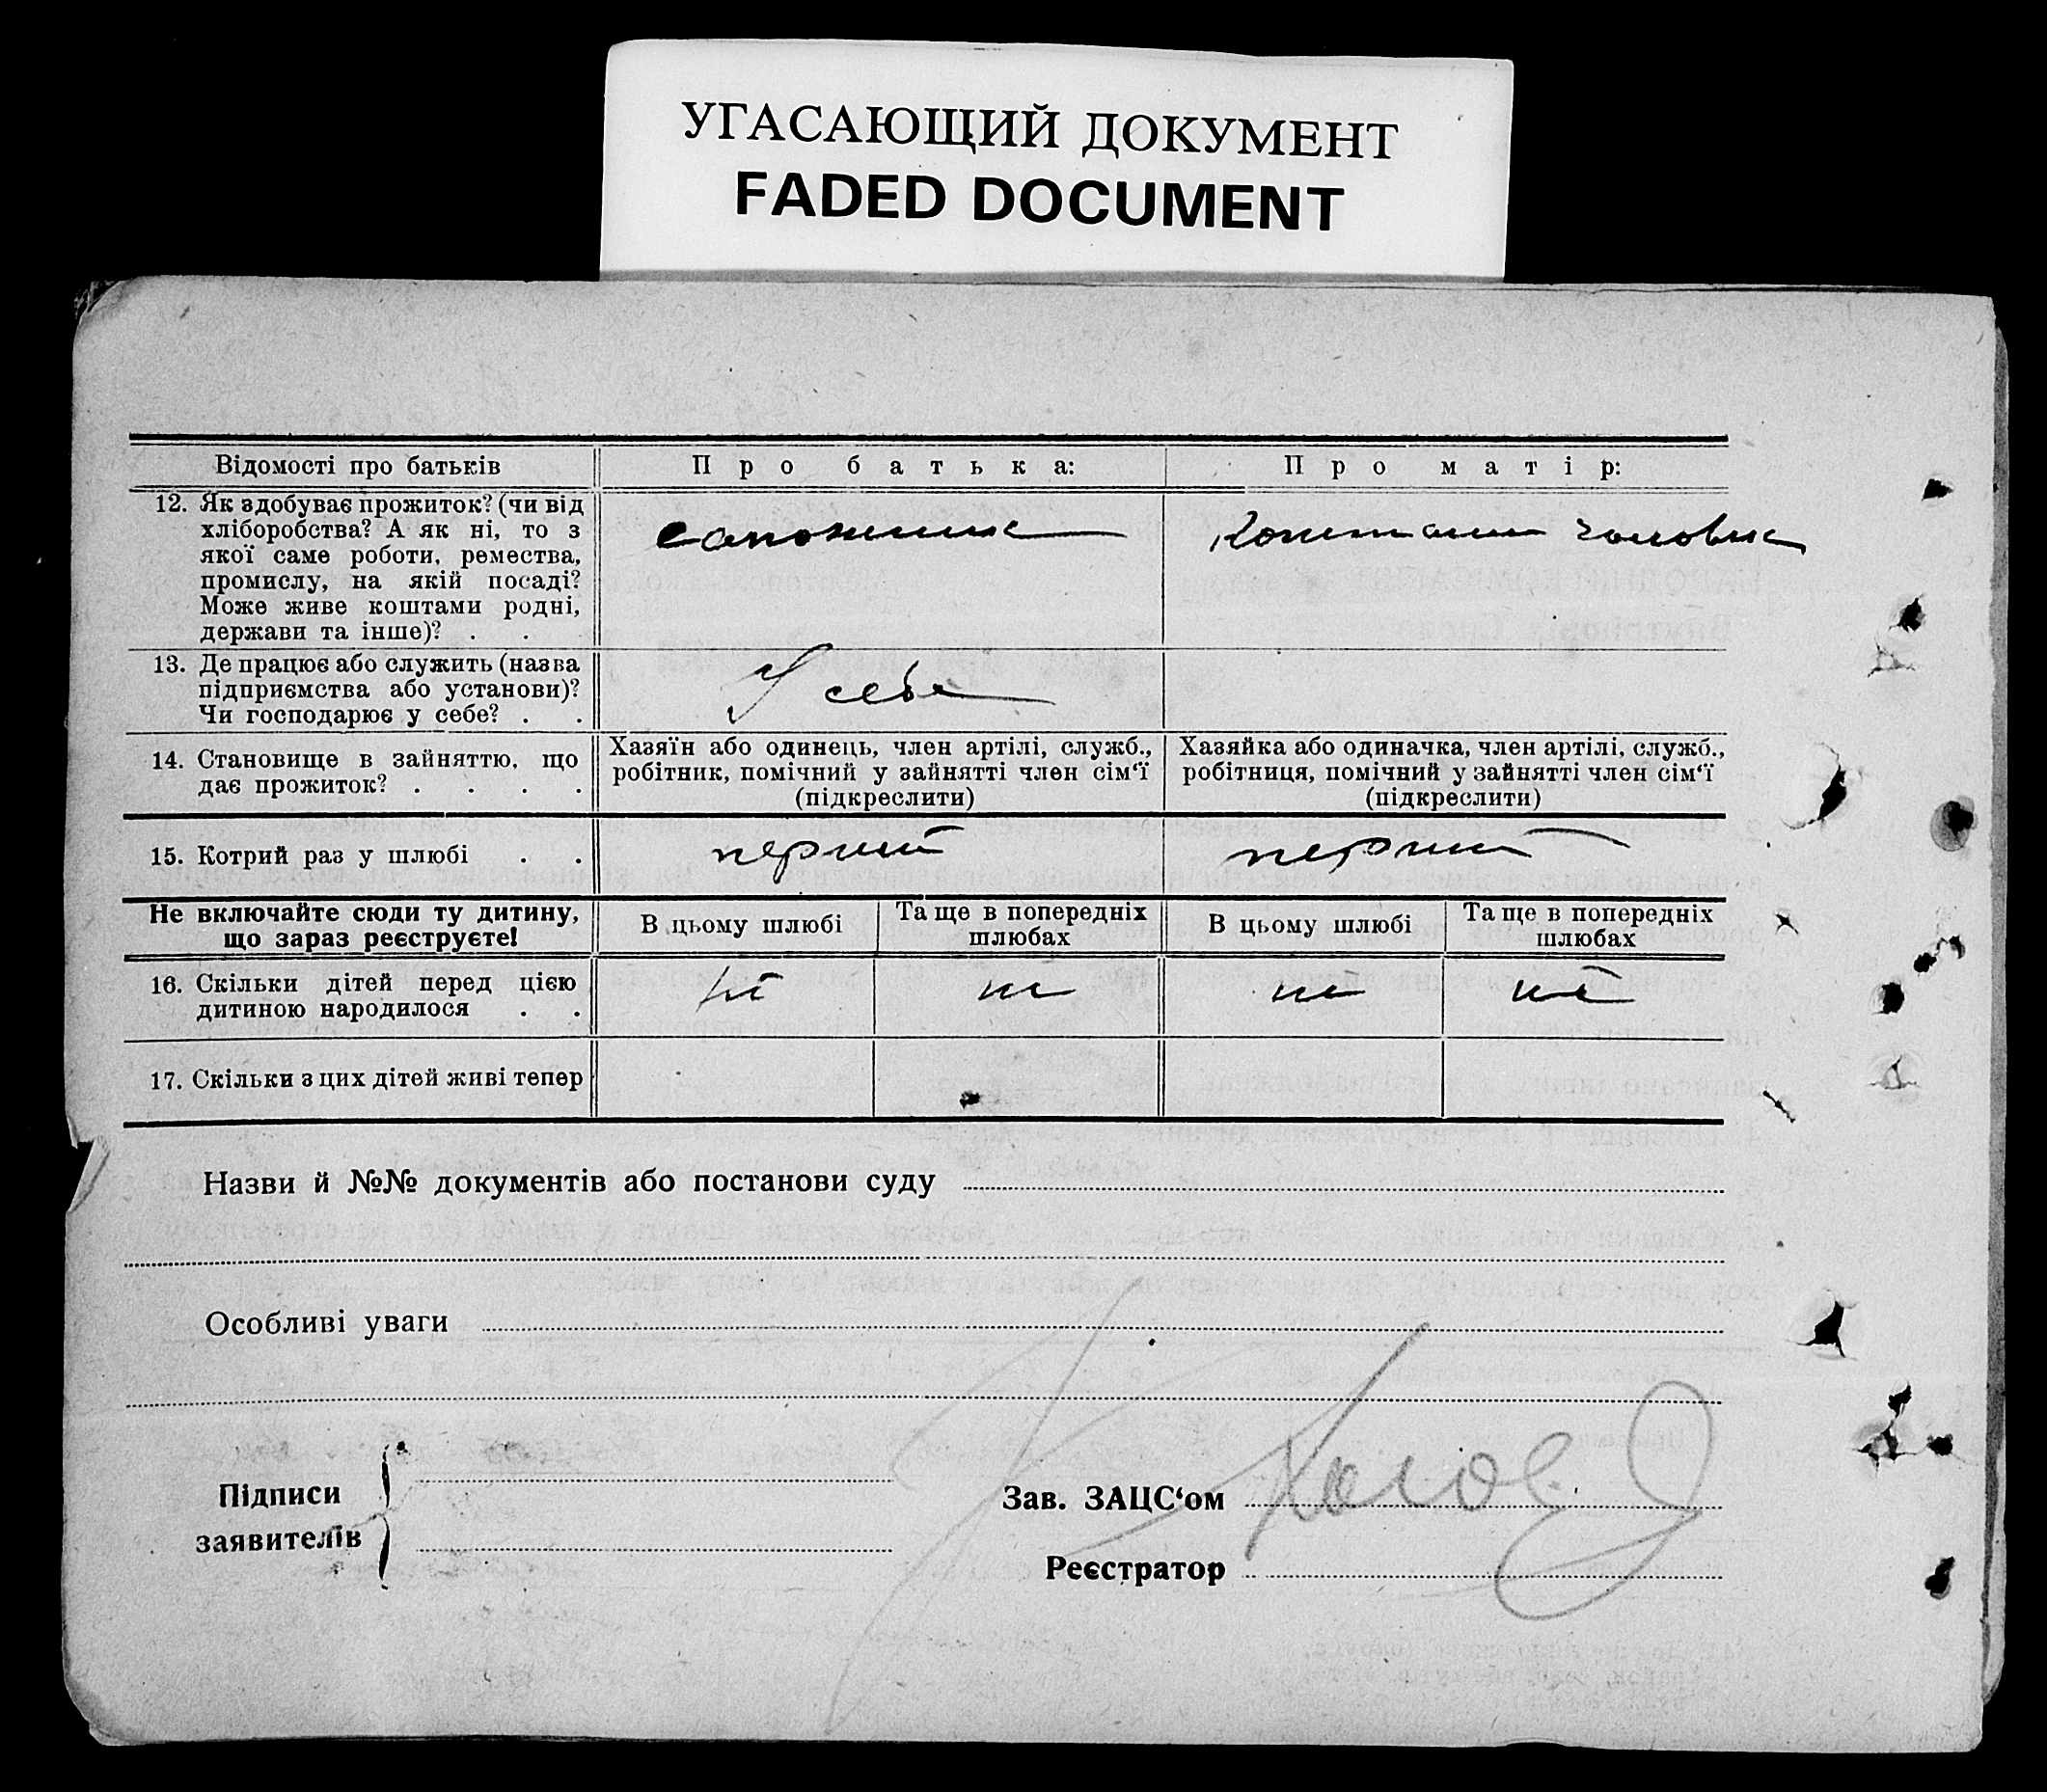 УГАСАЮЩИЙ ДОКУМЕНТ
FADED DOCUMENT
Відомості про батьків
Про батька:
Про матір:
12. Як здобуває прожиток? (чи від
хліборобства? А як ні, то з
якої саме роботи, ремества,
промислу, на якій посаді?
Може живе коштами родні,
держави та інше)? . .
сапожник
коштами чоловіка
13. Де працює або служить (назва
підприємства або установи)?
Чи господарює у себе? . .
У себе
14. Становище в зайняттю, що
дає прожиток? . . . .
Хазяїн або одинець, член артілі, служб.,
робітник, помічний у зайнятті член сім‘ї
(підкреслити)
Хазяйка або одиначка, член артілі, служб.,
робітниця, помічний у зайнятті член сім‘ї
(підкреслити)
15. Котрий раз у шлюбі . .
перший
перший
Не включайте сюди ту дитину,
що зараз реєструєте!
В цьому шлюбі
Та ще в попередніх
шлюбах
В цьому шлюбі
Та ще в попередніх
шлюбах
16. Скільки дітей перед цією
дитиною народилося . .
ні
ні
ні
ні
17. Скільки з цих дітей живі тепер
Назви й №№ документів або постанови суду
Особливі уваги
Підписи
заявителів
Зав. ЗАЦС‘ом
Реєстратор